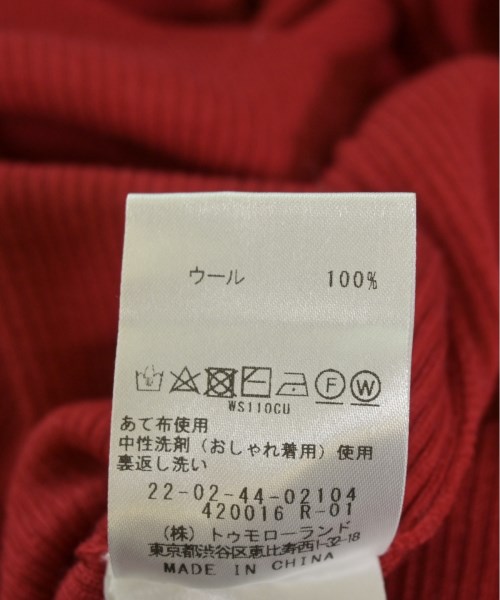 ウール 100%
F W
WS110CU
あて布使用
中性洗剤（おしゃれ着用）使用
裏返し洗い
22-02-44-02104
420016 R-01
（株）トゥモローランド
東京都渋谷区恵比寿西1-32-18
MADE IN CHINA